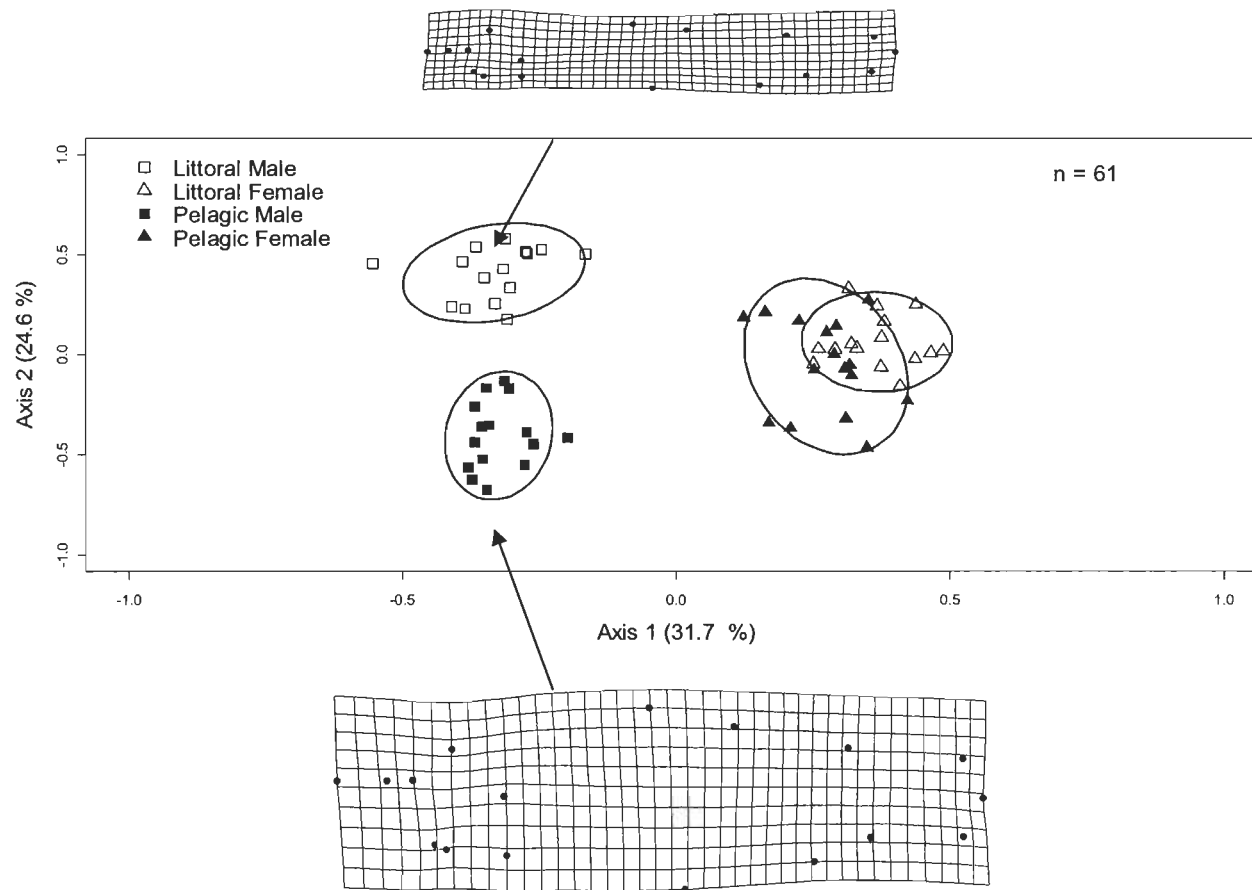 Littoral Male
Littoral Female
Pelagic Male
Pelagic Female
n = 61
1.0
0.5
0.0
-0.5
-1.0
Axis 2 (24.6 %)
-1.0
-0.5
0.0
0.5
1.0
Axis 1 (31.7 %)